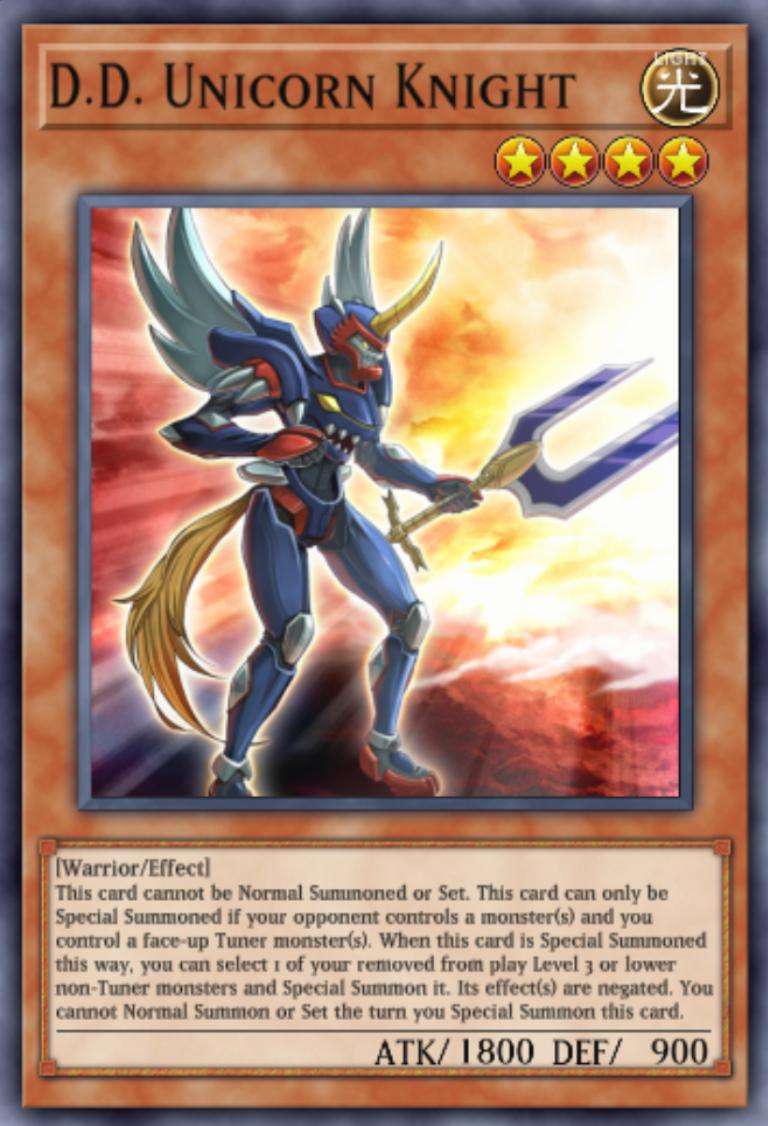 D.D. Unicorn Knight
LIGHT
光
[Warrior/Effect]
This card cannot be Normal Summoned or Set. This card can only be
Special Summoned if your opponent controls a monster(s) and you
control a face-up Tuner monster(s). When this card is Special Summoned
this way, you can select 1 of your removed from play Level 3 or lower
non-Tuner monsters and Special Summon it. Its effect(s) are negated. You
cannot Normal Summon or Set the turn you Special Summon this card.
ATK/ 1800 DEF/ 900